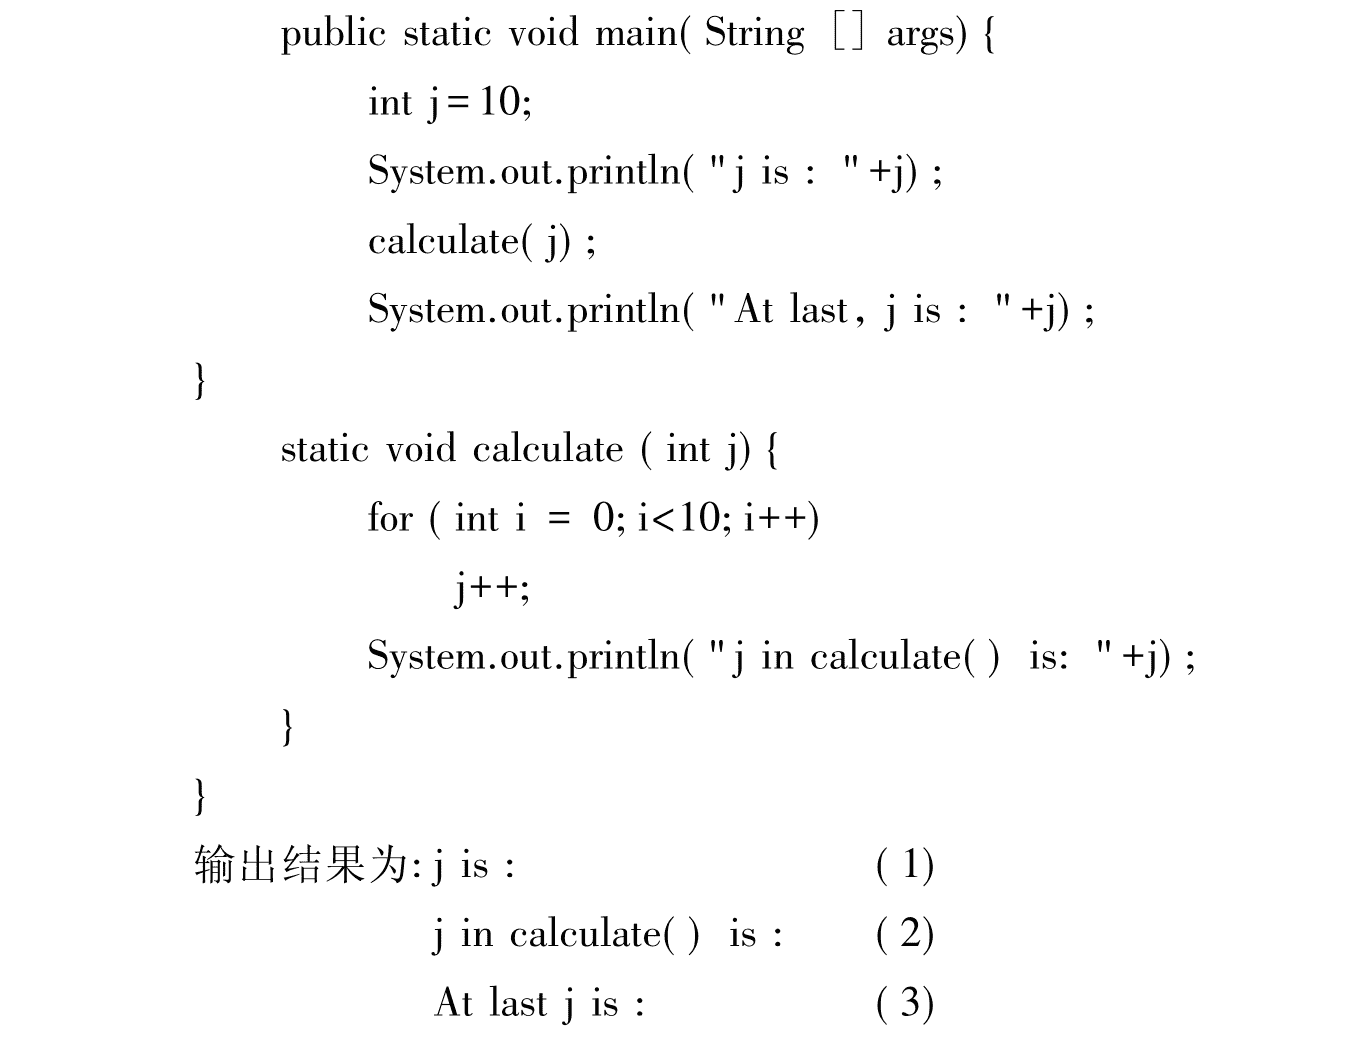 public static void main( String [] args) {
int j=10;
System.out.println( "j is : "+j) ;
calculate( j) ;
System.out.println( "At last, j is : "+j) ;
}
static void calculate ( int j) {
for ( int i = 0; i<10; i++)
j++;
System.out.println( "j in calculate( ) is: "+j) ;
}
}
输出结果为: j is : ( 1)
j in calculate( ) is : ( 2)
At last j is : ( 3)